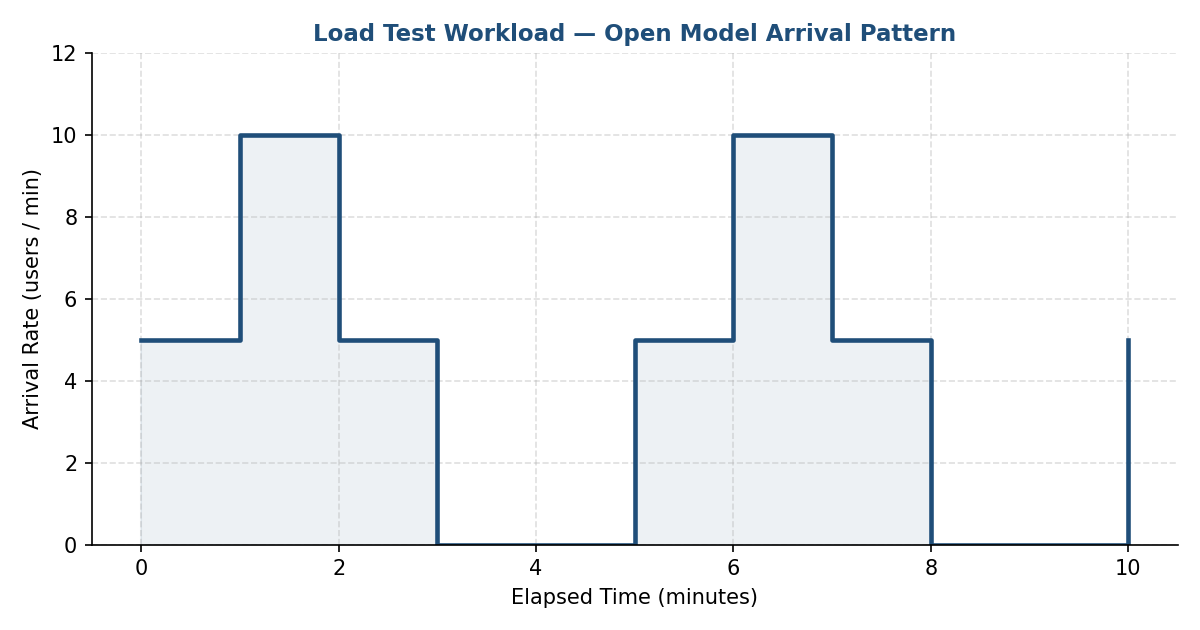 Load Test Workload — Open Model Arrival Pattern
12
10
8
6
4
2
0
Arrival Rate (users / min)
0 2 4 6 8 10
Elapsed Time (minutes)